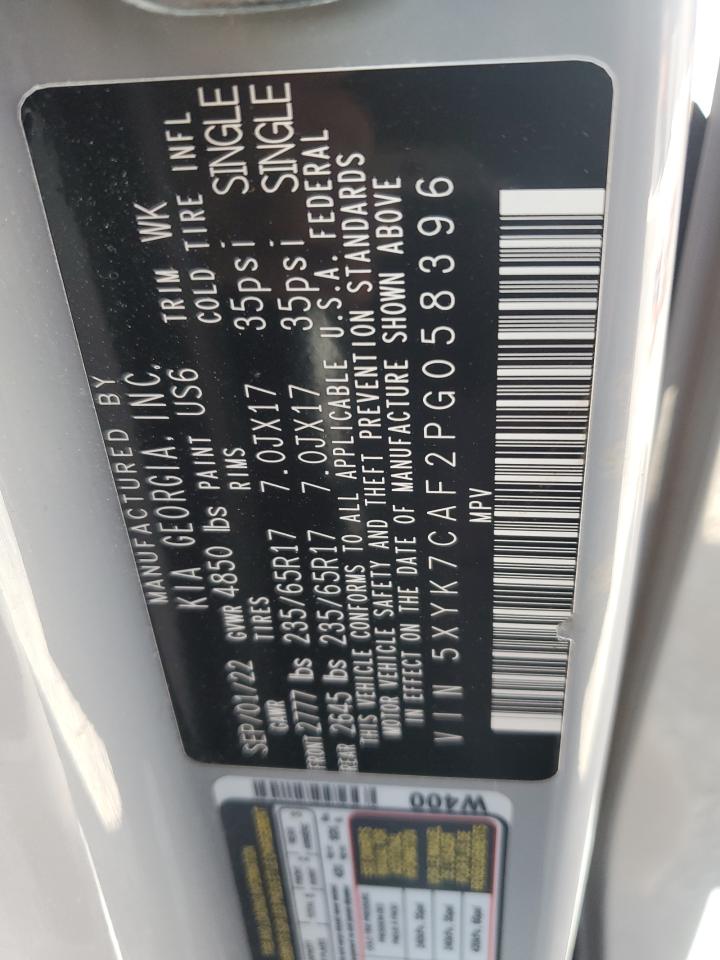 MANUFACTURED BY
KIA GEORGIA, INC.
SEP/01/22 GVWR 4850 lbs PAINT US6 TRIM WK
GAWR TIRES RIMS COLD TIRE INFL
FRONT 2777 lbs 235/65R17 7.0JX17 35psi SINGLE
REAR 2645 lbs 235/65R17 7.0JX17 35psi SINGLE
THIS VEHICLE CONFORMS TO ALL APPLICABLE U.S.A. FEDERAL
MOTOR VEHICLE SAFETY AND THEFT PREVENTION STANDARDS
IN EFFECT ON THE DATE OF MANUFACTURE SHOWN ABOVE
VIN 5XYK7CAF2PG058396
MPV
W400